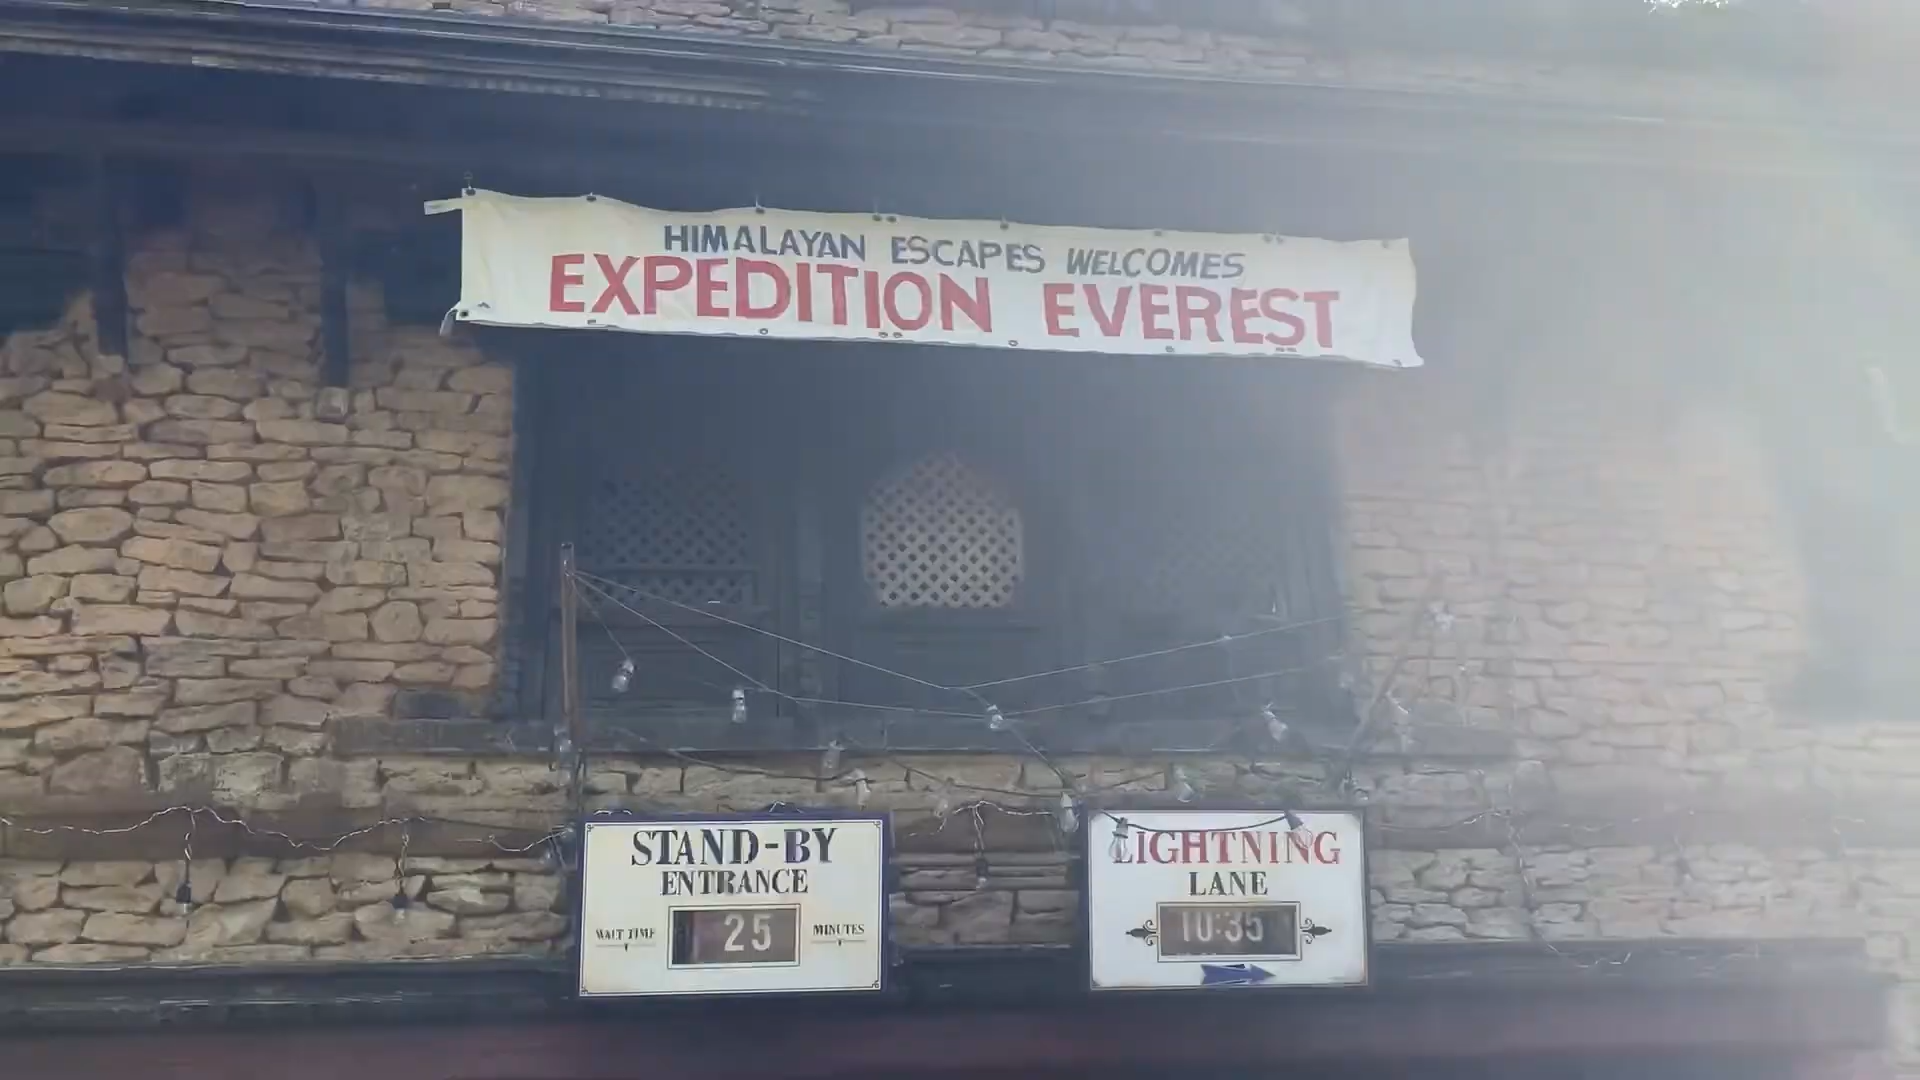 HIMALAYAN ESCAPES WELCOMES
EXPEDITION EVEREST
STAND-BY
ENTRANCE
WAIT TIME 25 MINUTES
LIGHTNING
LANE
10:35